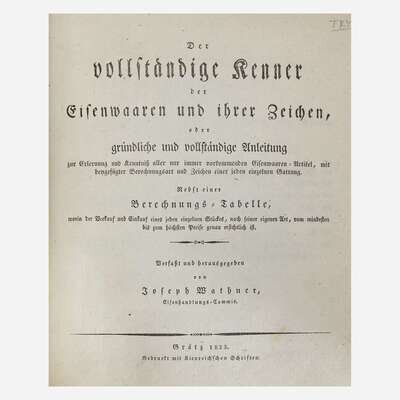 Der
vollständige Kenner
der
Eisenwaaren und ihrer Zeichen,
oder
gründliche und vollständige Anleitung
zur Erlernung und Kenntniß aller nur immer vorkommenden Eisenwaaren-Artikel, mit
beygefügter Berechnungsart und Zeichen einer jeden einzelnen Gattung.
Nebst einer
Berechnungs-Tabelle,
worin der Verkauf und Einkauf eines jeden einzelnen Stückes, nach seiner eigenen Art, vom mindesten
bis zum höchsten Preise genau ersichtlich ist.
Verfaßt und herausgegeben
von
Joseph Wathner,
Eisenhandlungs-Commis.
Grätz 1825.
Gedruckt mit Kienreichschen Schriften.